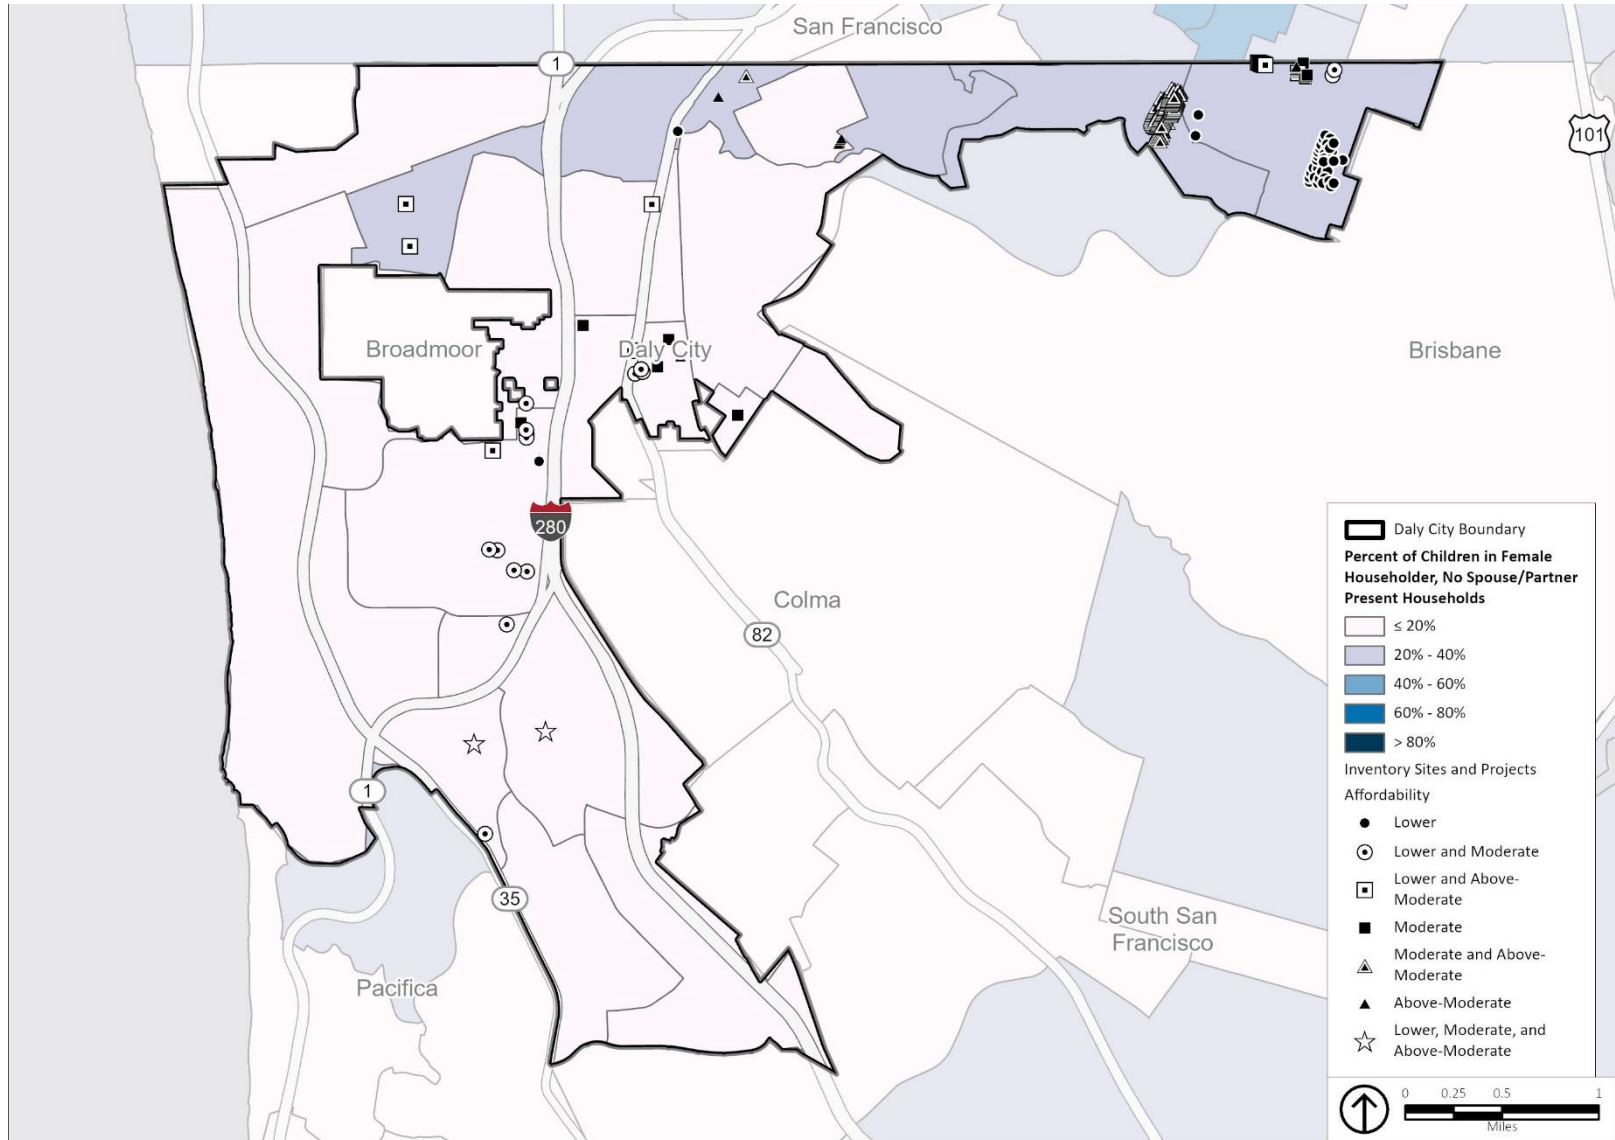 San Francisco
1
101
Broadmoor
Daly City
Brisbane
280
Colma
82
1
35
South San
Francisco
Pacifica
Daly City Boundary
Percent of Children in Female
Householder, No Spouse/Partner
Present Households
≤ 20%
20% - 40%
40% - 60%
60% - 80%
> 80%
Inventory Sites and Projects
Affordability
Lower
Lower and Moderate
Lower and Above-
Moderate
Moderate
Moderate and Above-
Moderate
Above-Moderate
Lower, Moderate, and
Above-Moderate
0 0.25 0.5 1
Miles